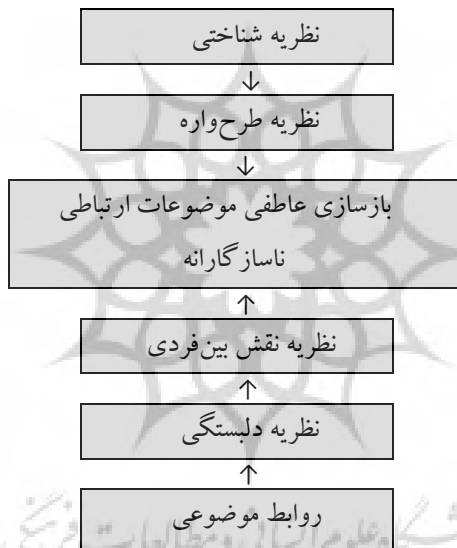 نظریه شناختی
↓
نظریه طرح‌واره
↓
بازسازی عاطفی موضوعات ارتباطی
ناسازگارانه
↑
نظریه نقش بین‌فردی
↑
نظریه دلبستگی
↑
روابط موضوعی